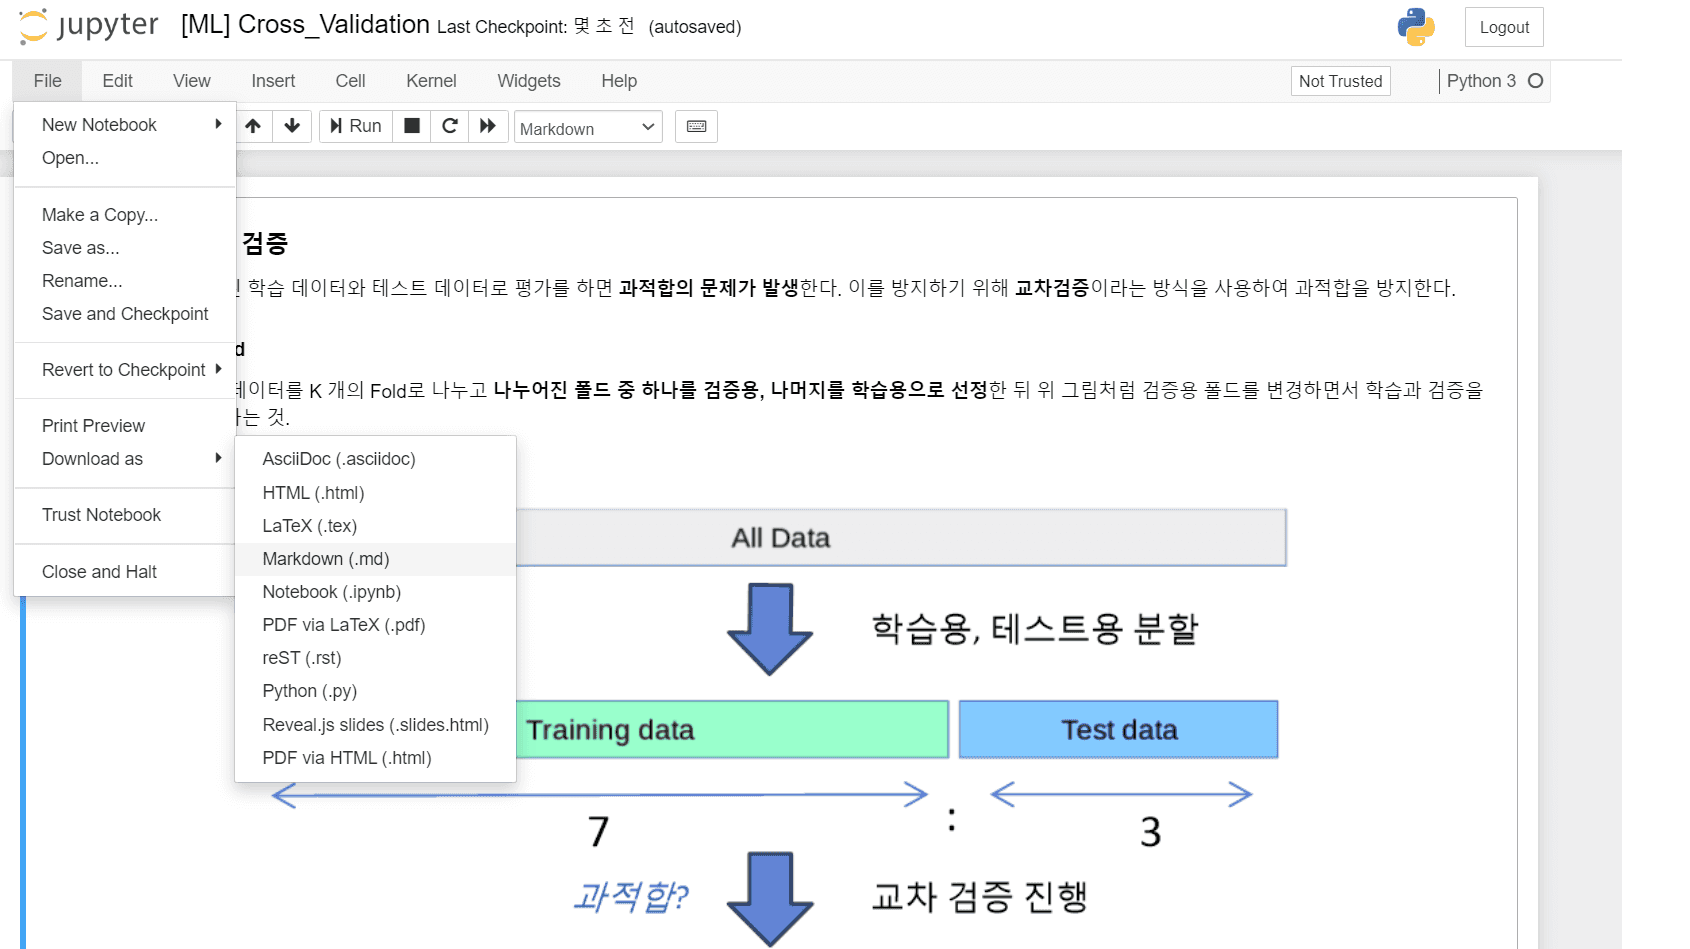 jupyter [ML] Cross_Validation Last Checkpoint:몇 초 전 (autosaved) Logout
File Edit View Insert Cell Kernel Widgets Help Not Trusted Python 3
New Notebook
Open...
Make a Copy...
Save as...
Rename...
Save and Checkpoint
Revert to Checkpoint
Print Preview
Download as
Trust Notebook
Close and Halt
Run Markdown
검증
학습 데이터와 테스트 데이터로 평가를 하면 과적합의 문제가 발생한다. 이를 방지하기 위해 교차검증이라는 방식을 사용하여 과적합을 방지한다.
d
데이터를 K 개의 Fold로 나누고 나누어진 폴드 중 하나를 검증용, 나머지를 학습용으로 선정한 뒤 위 그림처럼 검증용 폴드를 변경하면서 학습과 검증을
는 것.
AsciiDoc (.asciidoc)
HTML (.html)
LaTeX (.tex)
Markdown (.md)
Notebook (.ipynb)
PDF via LaTeX (.pdf)
reST (.rst)
Python (.py)
Reveal.js slides (.slides.html)
PDF via HTML (.html)
All Data
학습용, 테스트용 분할
Training data Test data
7 : 3
과적합? 교차 검증 진행